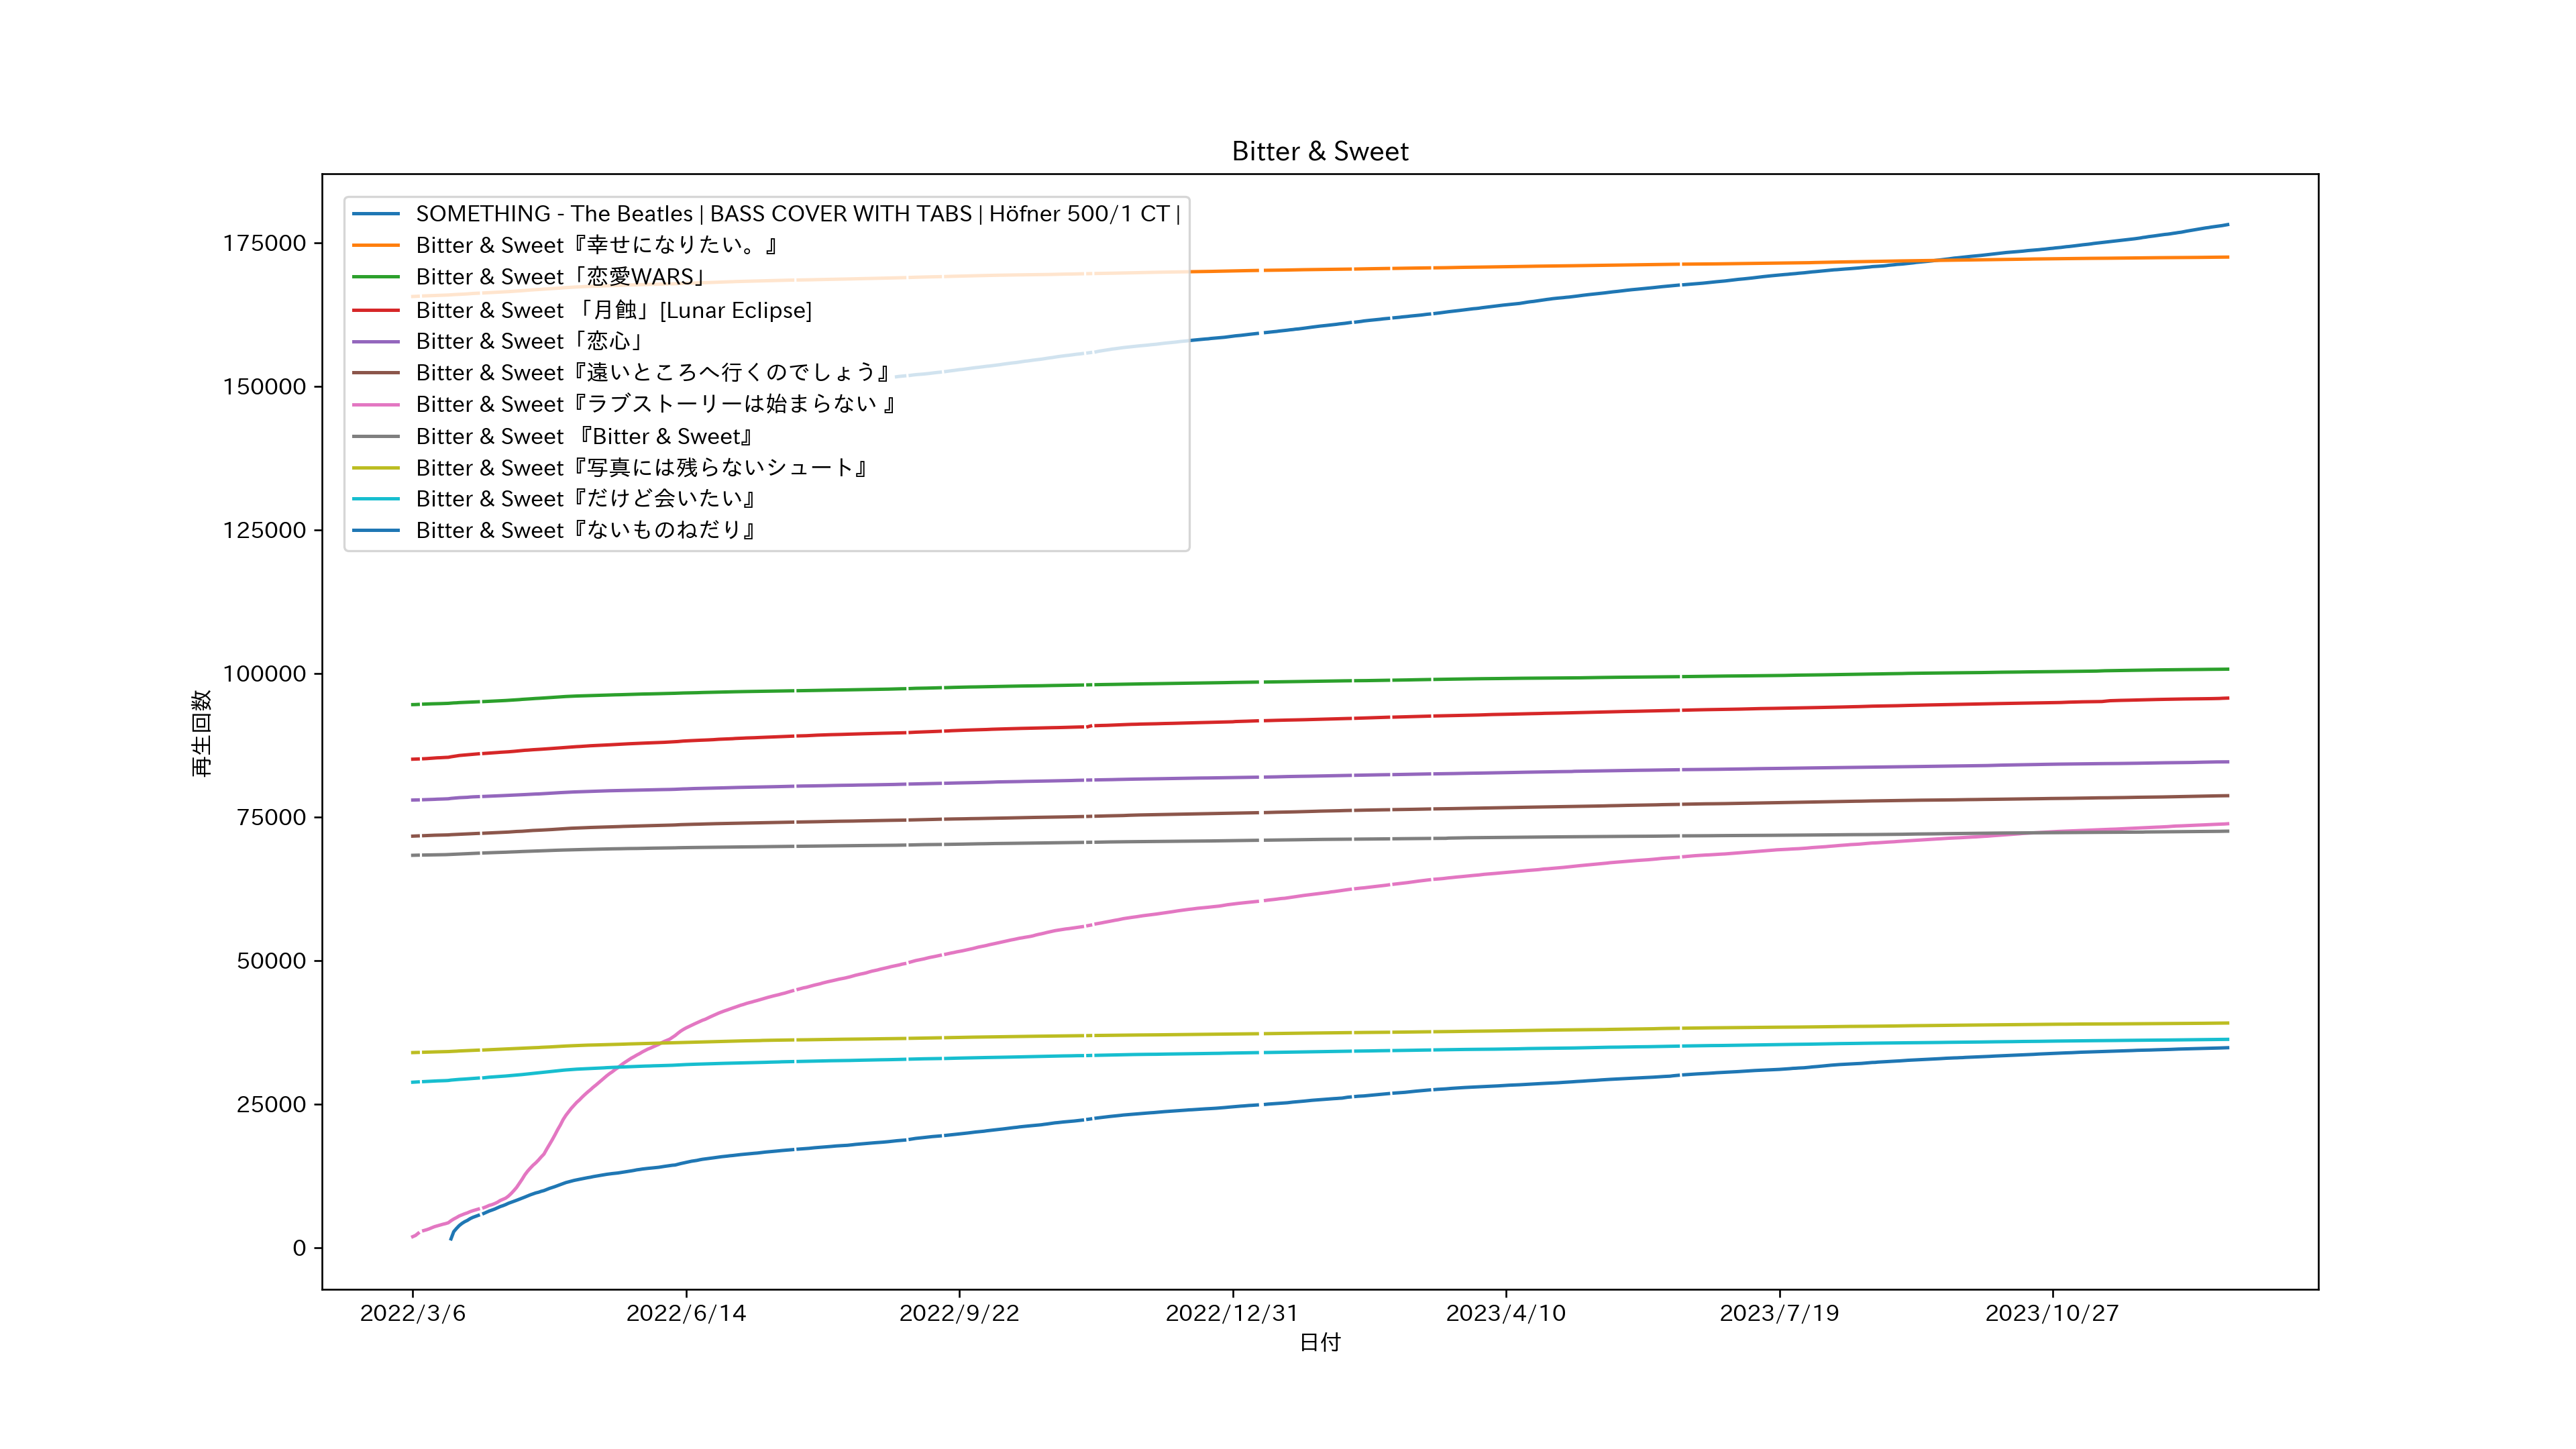 Bitter & Sweet
SOMETHING - The Beatles | BASS COVER WITH TABS | Höfner 500/1 CT |
Bitter & Sweet『幸せになりたい。』
Bitter & Sweet「恋愛WARS」
Bitter & Sweet 「月蝕」[Lunar Eclipse]
Bitter & Sweet「恋心」
Bitter & Sweet『遠いところへ行くのでしょう』
Bitter & Sweet『ラブストーリーは始まらない 』
Bitter & Sweet 『Bitter & Sweet』
Bitter & Sweet『写真には残らないシュート』
Bitter & Sweet『だけど会いたい』
Bitter & Sweet『ないものねだり』
175000
150000
125000
100000
75000
50000
25000
0
再生回数
2022/3/6 2022/6/14 2022/9/22 2022/12/31 2023/4/10 2023/7/19 2023/10/27
日付